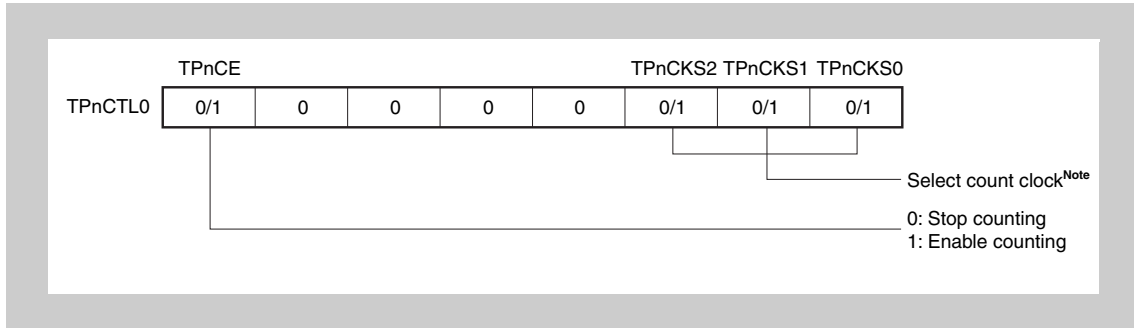 TPnCE TPnCKS2 TPnCKS1 TPnCKS0
TPnCTL0 0/1 0 0 0 0 0/1 0/1 0/1
Select count clockNote
0: Stop counting
1: Enable counting